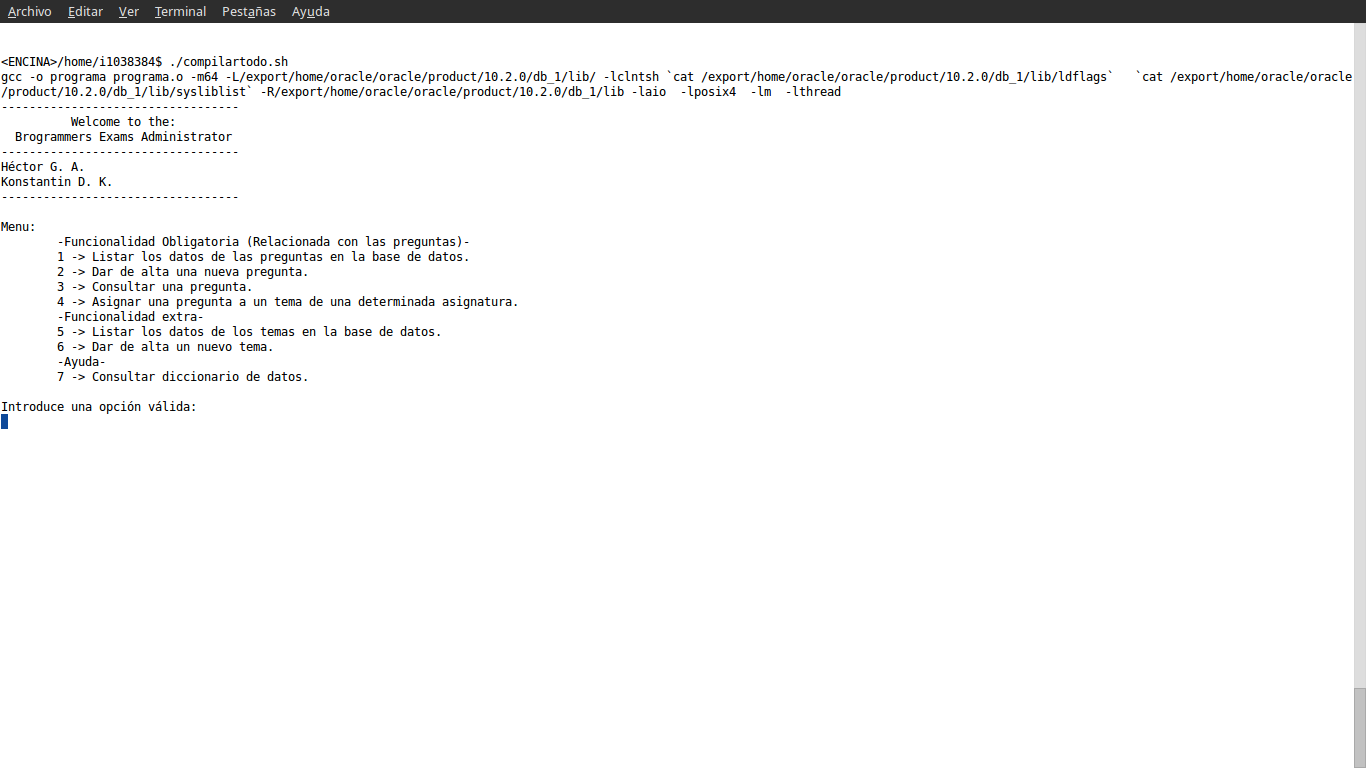 Archivo Editar Ver Terminal Pestañas Ayuda
<ENCINA>/home/i1038384$ ./compilartodo.sh
gcc -o programa programa.o -m64 -L/export/home/oracle/oracle/product/10.2.0/db_1/lib/ -lclntsh `cat /export/home/oracle/oracle/product/10.2.0/db_1/lib/ldflags`   `cat /export/home/oracle/oracle
/product/10.2.0/db_1/lib/sysliblist` -R/export/home/oracle/oracle/product/10.2.0/db_1/lib -laio  -lposix4  -lm  -lthread
----------------------------------
          Welcome to the:
  Brogrammers Exams Administrator
----------------------------------
Héctor G. A.
Konstantin D. K.
----------------------------------
Menu:
        -Funcionalidad Obligatoria (Relacionada con las preguntas)-
        1 -> Listar los datos de las preguntas en la base de datos.
        2 -> Dar de alta una nueva pregunta.
        3 -> Consultar una pregunta.
        4 -> Asignar una pregunta a un tema de una determinada asignatura.
        -Funcionalidad extra-
        5 -> Listar los datos de los temas en la base de datos.
        6 -> Dar de alta un nuevo tema.
        -Ayuda-
        7 -> Consultar diccionario de datos.
Introduce una opción válida: